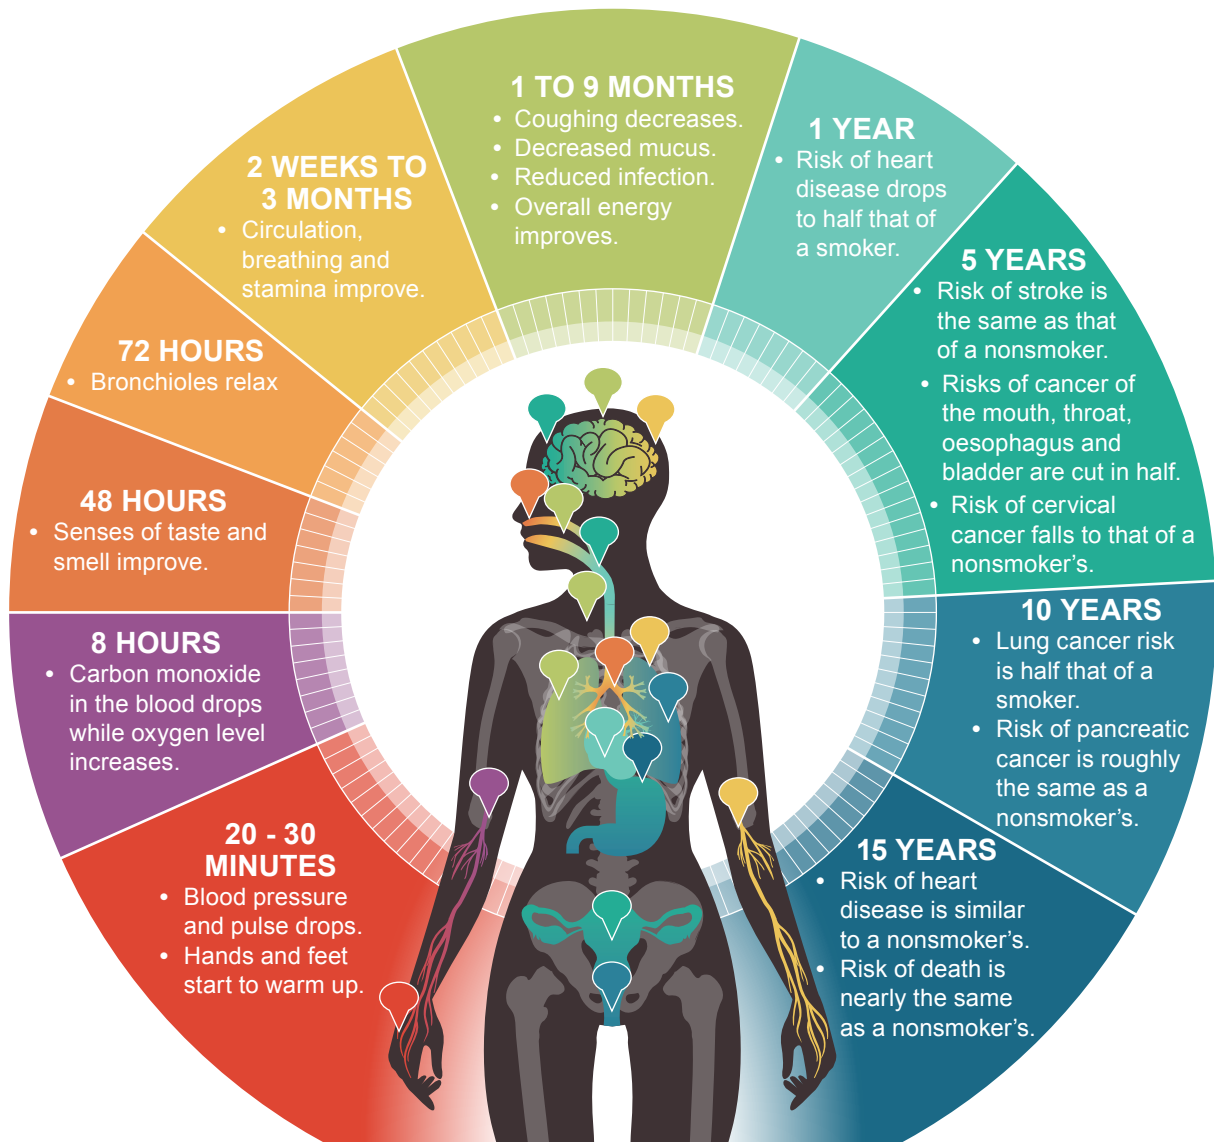 20 - 30
MINUTES
• Blood pressure
and pulse drops.
• Hands and feet
start to warm up.
8 HOURS
• Carbon monoxide
in the blood drops
while oxygen level
increases.
48 HOURS
• Senses of taste and
smell improve.
72 HOURS
• Bronchioles relax
2 WEEKS TO
3 MONTHS
• Circulation,
breathing and
stamina improve.
1 TO 9 MONTHS
• Coughing decreases.
• Decreased mucus.
• Reduced infection.
• Overall energy
improves.
1 YEAR
• Risk of heart
disease drops
to half that of
a smoker.
5 YEARS
• Risk of stroke is
the same as that
of a nonsmoker.
• Risks of cancer of
the mouth, throat,
oesophagus and
bladder are cut in half.
• Risk of cervical
cancer falls to that of a
nonsmoker's.
10 YEARS
• Lung cancer risk
is half that of a
smoker.
• Risk of pancreatic
cancer is roughly
the same as a
nonsmoker's.
15 YEARS
• Risk of heart
disease is similar
to a nonsmoker's.
• Risk of death is
nearly the same
as a nonsmoker's.